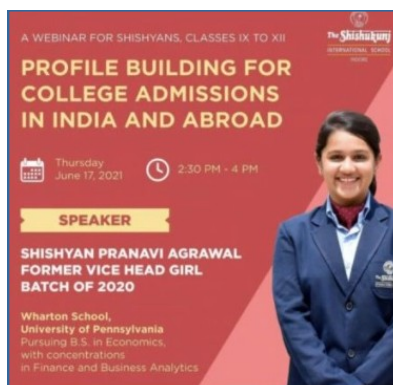 The Shishukunj
INTERNATIONAL SCHOOL
INDORE
A WEBINAR FOR SHISHYANS, CLASSES IX TO XII
PROFILE BUILDING FOR
COLLEGE ADMISSIONS
IN INDIA AND ABROAD
Thursday
June 17, 2021
2:30 PM - 4 PM
SPEAKER
SHISHYAN PRANAVI AGRAWAL
FORMER VICE HEAD GIRL
BATCH OF 2020
Wharton School,
University of Pennsylvania
Pursuing B.S. in Economics,
with concentrations
in Finance and Business Analytics